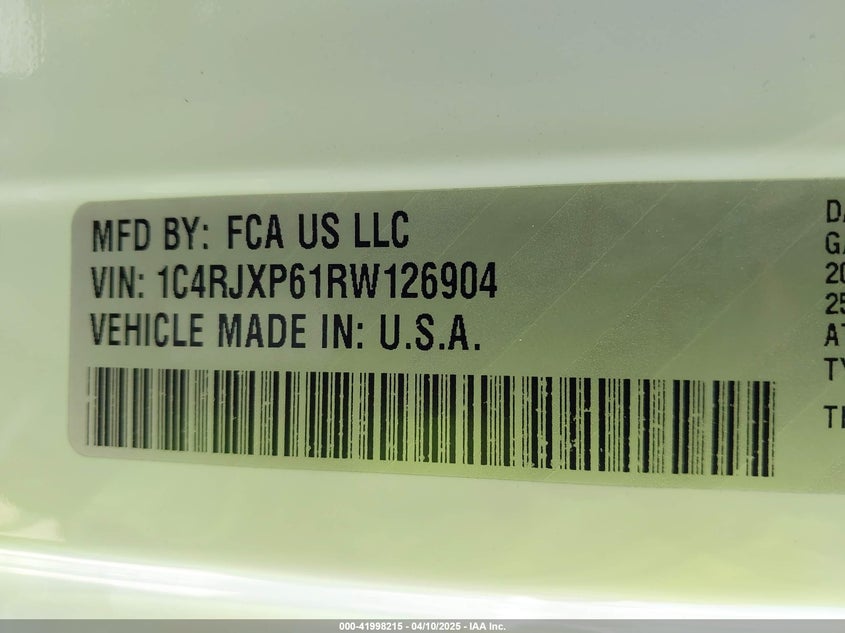 MFD BY: FCA US LLC
VIN: 1C4RJXP61RW126904
VEHICLE MADE IN: U.S.A.
000-41998215 - 04/10/2025 - IAA Inc.